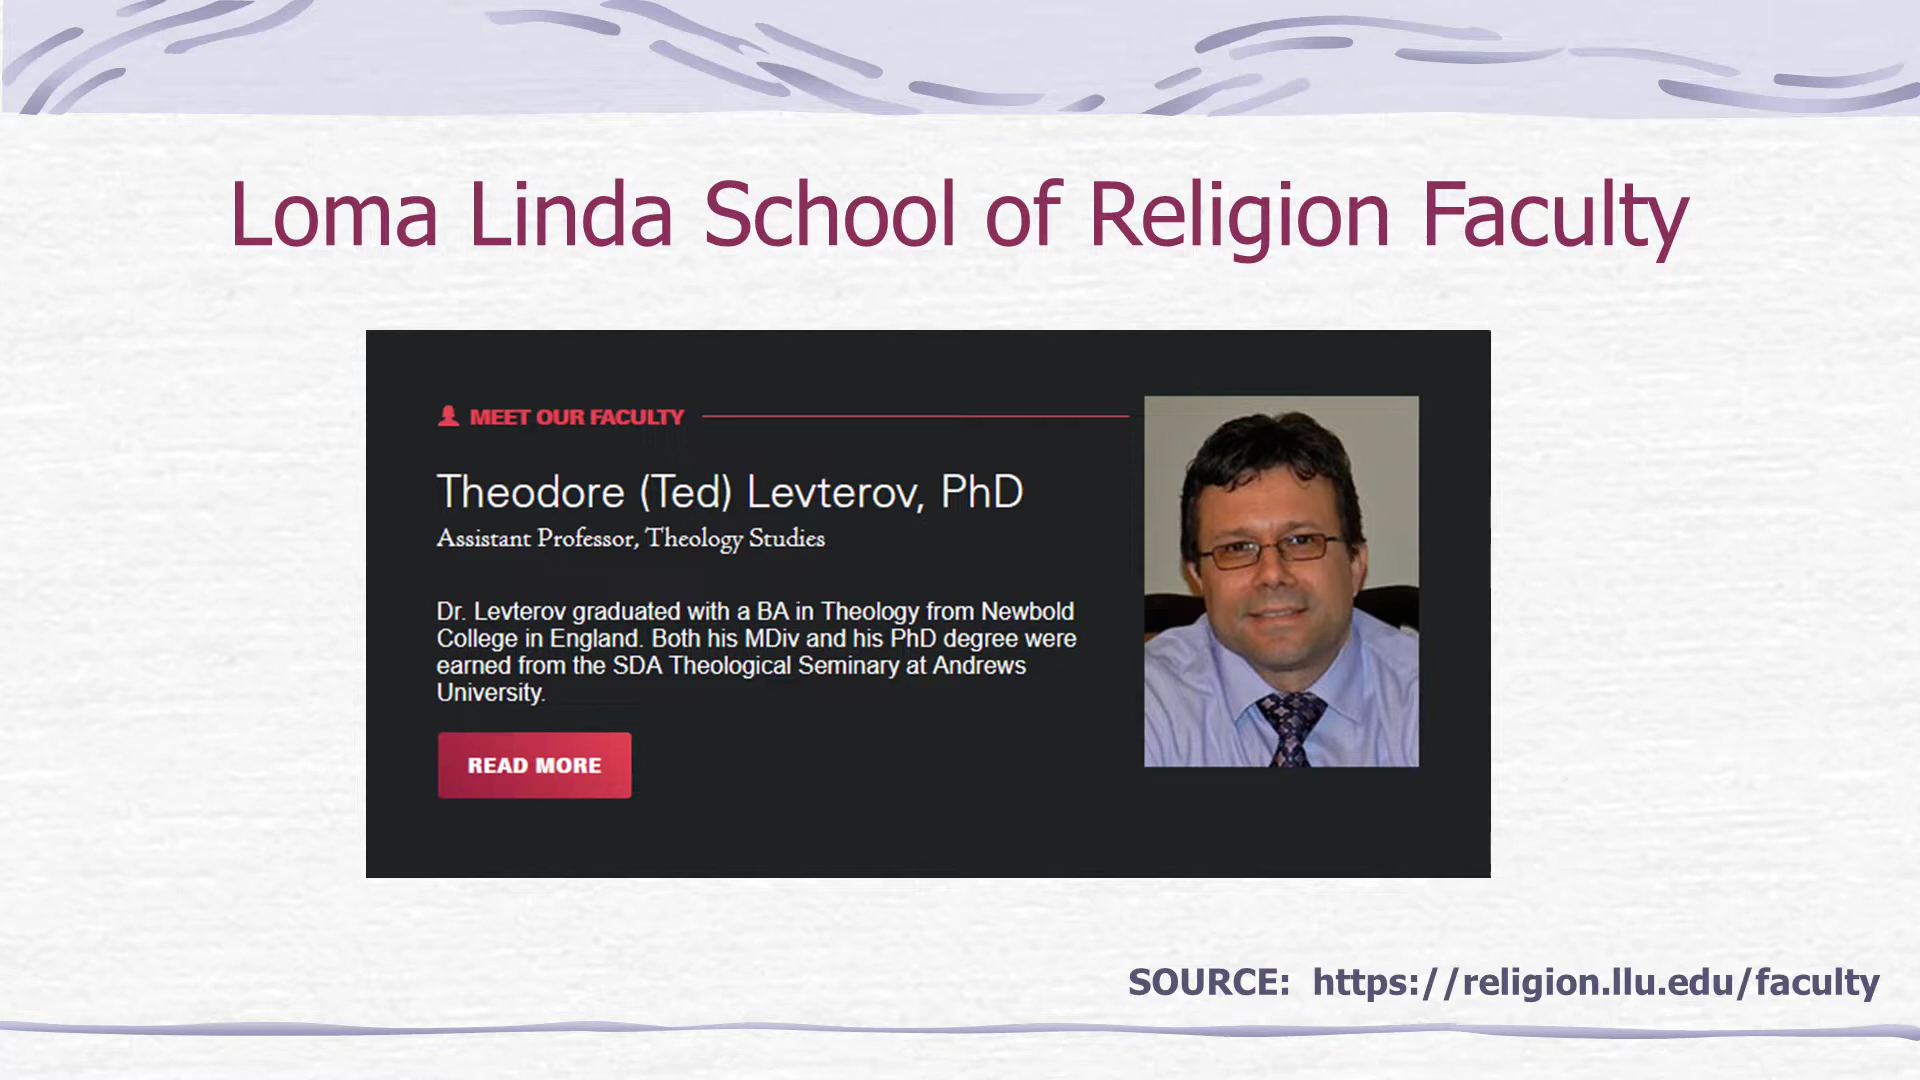 Loma Linda School of Religion Faculty
MEET OUR FACULTY
Theodore (Ted) Levterov, PhD
Assistant Professor, Theology Studies
Dr. Levterov graduated with a BA in Theology from Newbold
College in England. Both his MDiv and his PhD degree were
earned from the SDA Theological Seminary at Andrews
University.
READ MORE
SOURCE: https://religion.llu.edu/faculty